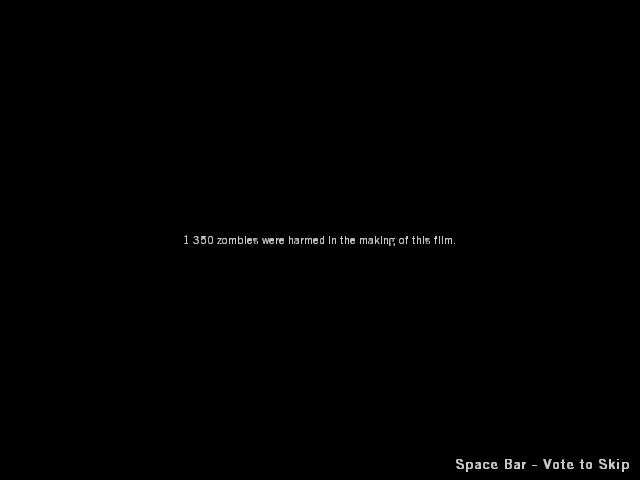 1 350 zombies were harmed in the making of this film.
Space Bar - Vote to Skip